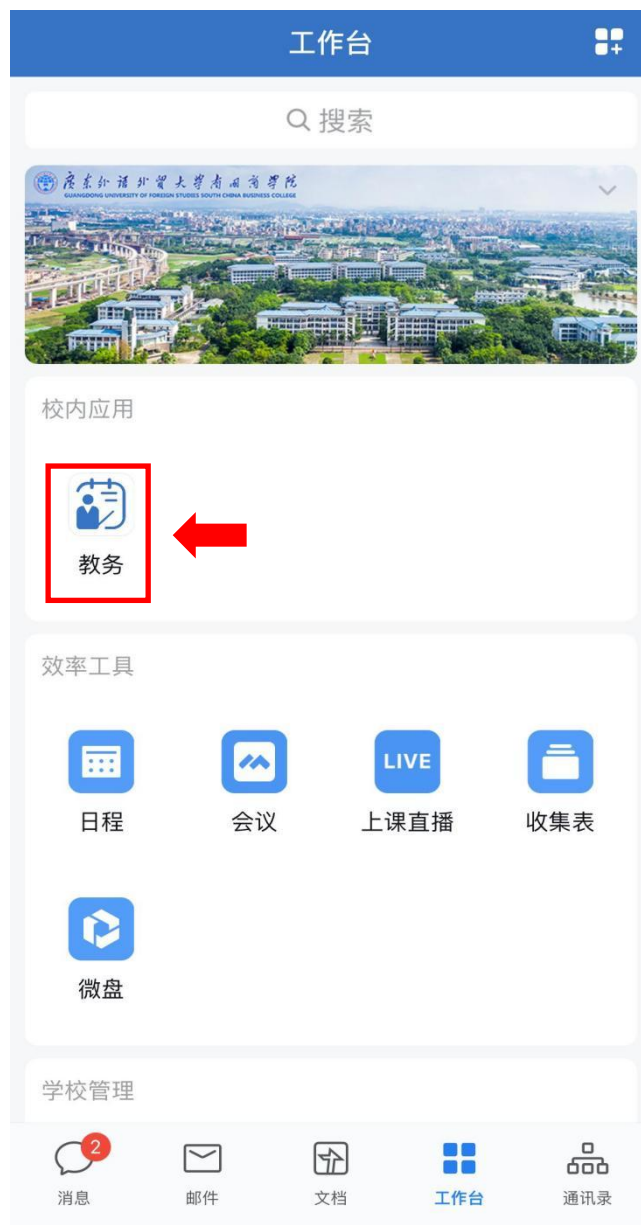 工作台
搜索
广东外语外贸大学南国商学院
GUANGDONG UNIVERSITY OF FOREIGN STUDIES SOUTH CHINA BUSINESS COLLEGE
校内应用
教务
效率工具
日程 会议 LIVE 上课直播 收集表
微盘
学校管理
2
消息 邮件 文档 工作台 通讯录